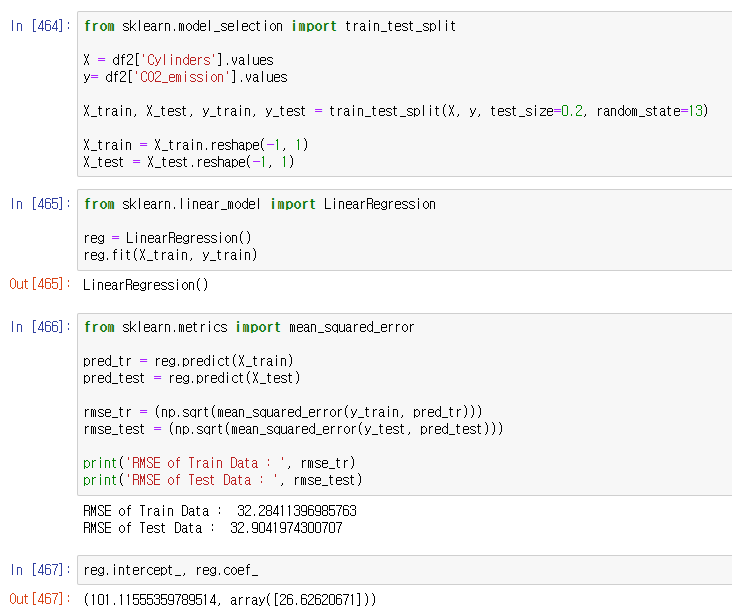 In [464]: from sklearn.model_selection import train_test_split
X = df2['Cylinders'].values
y= df2['CO2_emission'].values
X_train, X_test, y_train, y_test = train_test_split(X, y, test_size=0.2, random_state=13)
X_train = X_train.reshape(-1, 1)
X_test = X_test.reshape(-1, 1)
In [465]: from sklearn.linear_model import LinearRegression
reg = LinearRegression()
reg.fit(X_train, y_train)
Out[465]: LinearRegression()
In [466]: from sklearn.metrics import mean_squared_error
pred_tr = reg.predict(X_train)
pred_test = reg.predict(X_test)
rmse_tr = (np.sqrt(mean_squared_error(y_train, pred_tr)))
rmse_test = (np.sqrt(mean_squared_error(y_test, pred_test)))
print('RMSE of Train Data : ', rmse_tr)
print('RMSE of Test Data : ', rmse_test)
RMSE of Train Data :  32.28411396985763
RMSE of Test Data :  32.9041974300707
In [467]: reg.intercept_, reg.coef_
Out[467]: (101.11555359789514, array([26.62620671]))